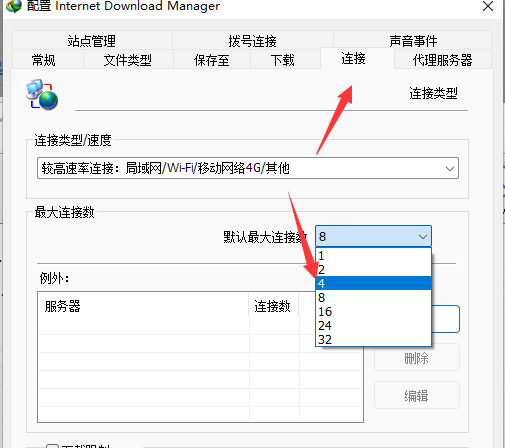 配置 Internet Download Manager
站点管理 拨号连接 声音事件
常规 文件类型 保存至 下载 连接 代理服务器
连接类型
连接类型/速度
较高速率连接：局域网/Wi-Fi/移动网络4G/其他
最大连接数
默认最大连接数 8
1
2
4
8
16
24
32
例外：
服务器 连接数
删除
编辑